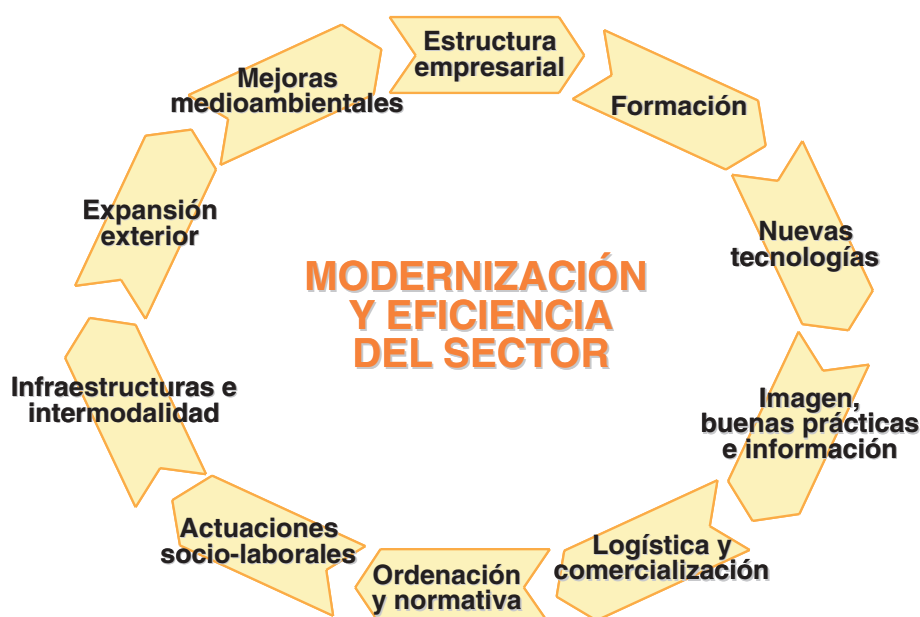 Estructura
empresarial
Formación
Nuevas
tecnologías
Imagen,
buenas prácticas
e información
Logística y
comercialización
Ordenación
y normativa
Actuaciones
socio-laborales
Infraestructuras e
intermodalidad
Expansión
exterior
Mejoras
medioambientales
MODERNIZACIÓN
Y EFICIENCIA
DEL SECTOR